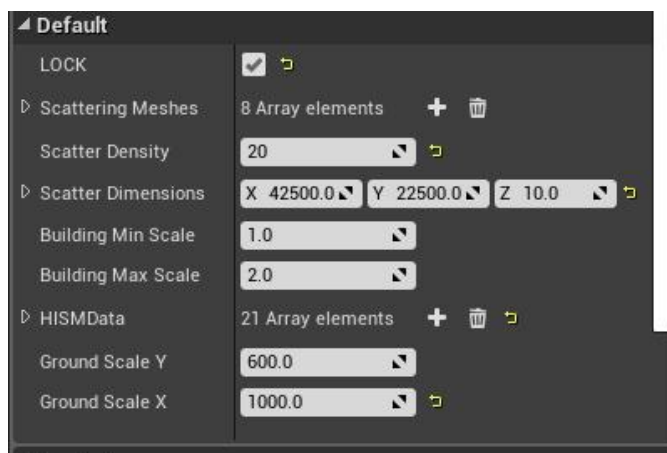 Default
LOCK
Scattering Meshes 8 Array elements
Scatter Density 20
Scatter Dimensions X 42500.0 Y 22500.0 Z 10.0
Building Min Scale 1.0
Building Max Scale 2.0
HISMData 21 Array elements
Ground Scale Y 600.0
Ground Scale X 1000.0